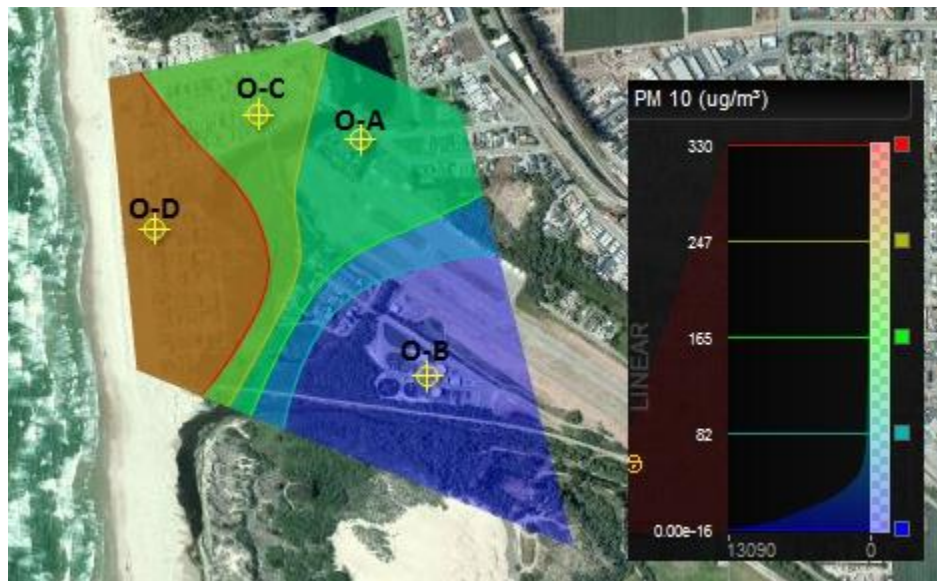 O-C
O-A
O-D
O-B
PM 10 (ug/m³)
330
247
165
82
0.00e-16
LINEAR
13090
0